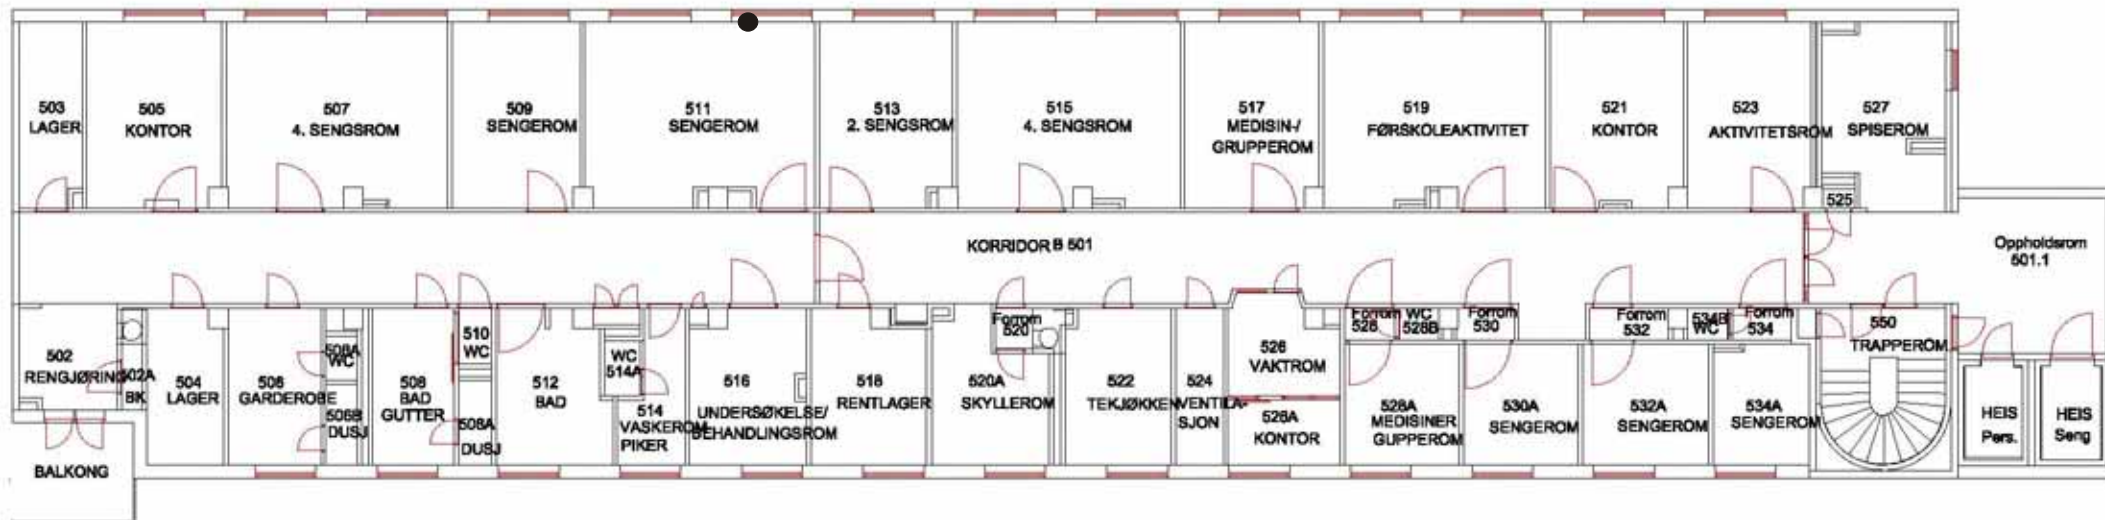 503
LAGER
505
KONTOR
507
4. SENGSROM
509
SENGEROM
511
SENGEROM
513
2. SENGSROM
515
4. SENGSROM
517
MEDISIN-/
GRUPPEROM
519
FØRSKOLEAKTIVITET
521
KONTOR
523
AKTIVITETSROM
527
SPISEROM
525
KORRIDOR B 501
Oppholdsrom
501.1
502
RENGJØRING
502A
BK
504
LAGER
506
GARDEROBE
506A
WC
506B
DUSJ
508
BAD
GUTTER
510
WC
508A
DUSJ
512
BAD
WC
514A
514
VASKEROM
PIKER
516
UNDERSØKELSE/
BEHANDLINGSROM
518
RENTLAGER
Forrom
520
520A
SKYLLEROM
522
TEKJØKKEN
524
VENTILA-
SJON
526
VAKTROM
526A
KONTOR
Forrom
528
WC
528B
Forrom
530
528A
MEDISINER
GUPPEROM
530A
SENGEROM
Forrom
532
534B
WC
Forrom
534
532A
SENGEROM
534A
SENGEROM
550
TRAPPEROM
HEIS
Pers.
HEIS
Seng
BALKONG